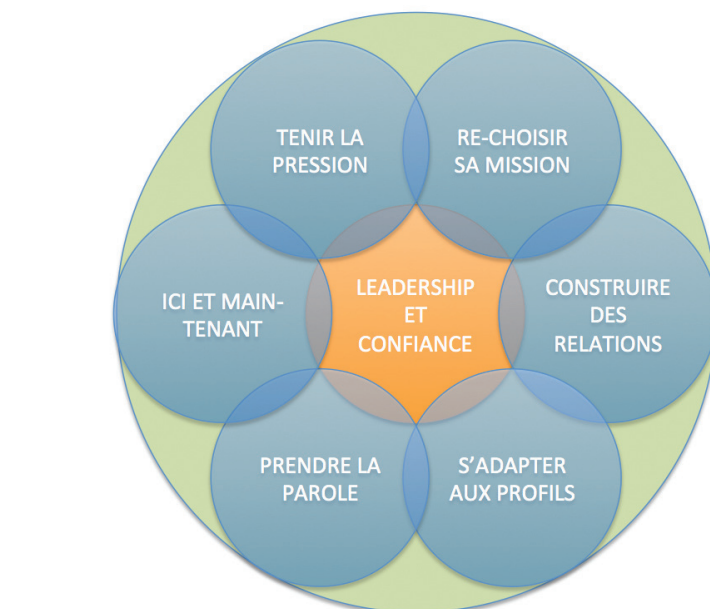 TENIR LA
PRESSION
RE-CHOISIR
SA MISSION
ICI ET MAIN-
TENANT
LEADERSHIP
ET
CONFIANCE
CONSTRUIRE
DES
RELATIONS
PRENDRE LA
PAROLE
S’ADAPTER
AUX PROFILS